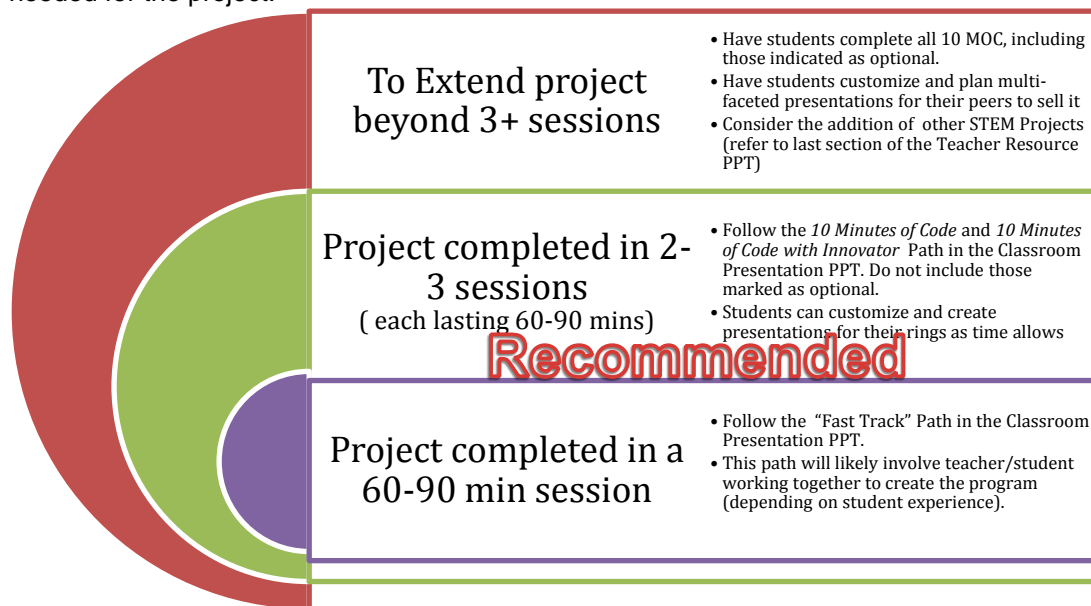 needed for the project.
To Extend project
beyond 3+ sessions
• Have students complete all 10 MOC, including
those indicated as optional.
• Have students customize and plan multi-
faceted presentations for their peers to sell it
• Consider the addition of other STEM Projects
(refer to last section of the Teacher Resource
PPT)
Project completed in 2-
3 sessions
( each lasting 60-90 mins)
• Follow the 10 Minutes of Code and 10 Minutes
of Code with Innovator Path in the Classroom
Presentation PPT. Do not include those
marked as optional.
• Students can customize and create
presentations for their rings as time allows
Recommended
Project completed in a
60-90 min session
• Follow the “Fast Track” Path in the Classroom
Presentation PPT.
• This path will likely involve teacher/student
working together to create the program
(depending on student experience).